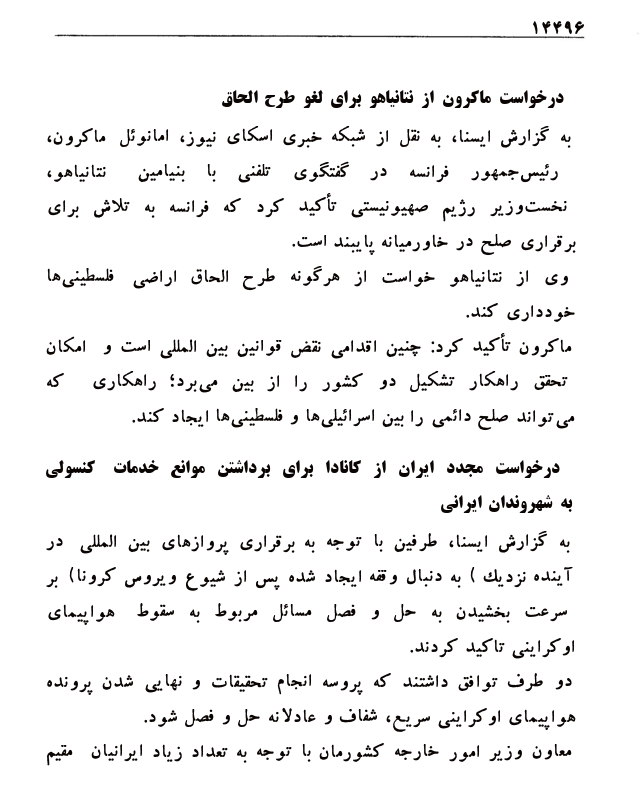 ۱۴۴۹۶
درخواست ماکرون از نتانیاهو برای لغو طرح الحاق
به گزارش ایسنا، به نقل از شبکه خبری اسکای نیوز، امانوئل ماکرون،
رئیس‌جمهور فرانسه در گفتگوی تلفنی با بنیامین نتانیاهو،
نخست‌وزیر رژیم صهیونیستی تأکید کرد که فرانسه به تلاش برای
برقراری صلح در خاورمیانه پایبند است.
وی از نتانیاهو خواست از هرگونه طرح الحاق اراضی فلسطینی‌ها
خودداری کند.
ماکرون تأکید کرد: چنین اقدامی نقض قوانین بین المللی است و امکان
تحقق راهکار تشکیل دو کشور را از بین می‌برد؛ راهکاری که
می‌تواند صلح دائمی را بین اسرائیلی‌ها و فلسطینی‌ها ایجاد کند.
درخواست مجدد ایران از کانادا برای برداشتن موانع خدمات کنسولی
به شهروندان ایرانی
به گزارش ایسنا، طرفین با توجه به برقراری پروازهای بین المللی در
آینده نزدیك ) به دنبال وقفه ایجاد شده پس از شیوع ویروس کرونا) بر
سرعت بخشیدن به حل و فصل مسائل مربوط به سقوط هواپیمای
اوکراینی تاکید کردند.
دو طرف توافق داشتند که پروسه انجام تحقیقات و نهایی شدن پرونده
هواپیمای اوکراینی سریع، شفاف و عادلانه حل و فصل شود.
معاون وزیر امور خارجه کشورمان با توجه به تعداد زیاد ایرانیان مقیم